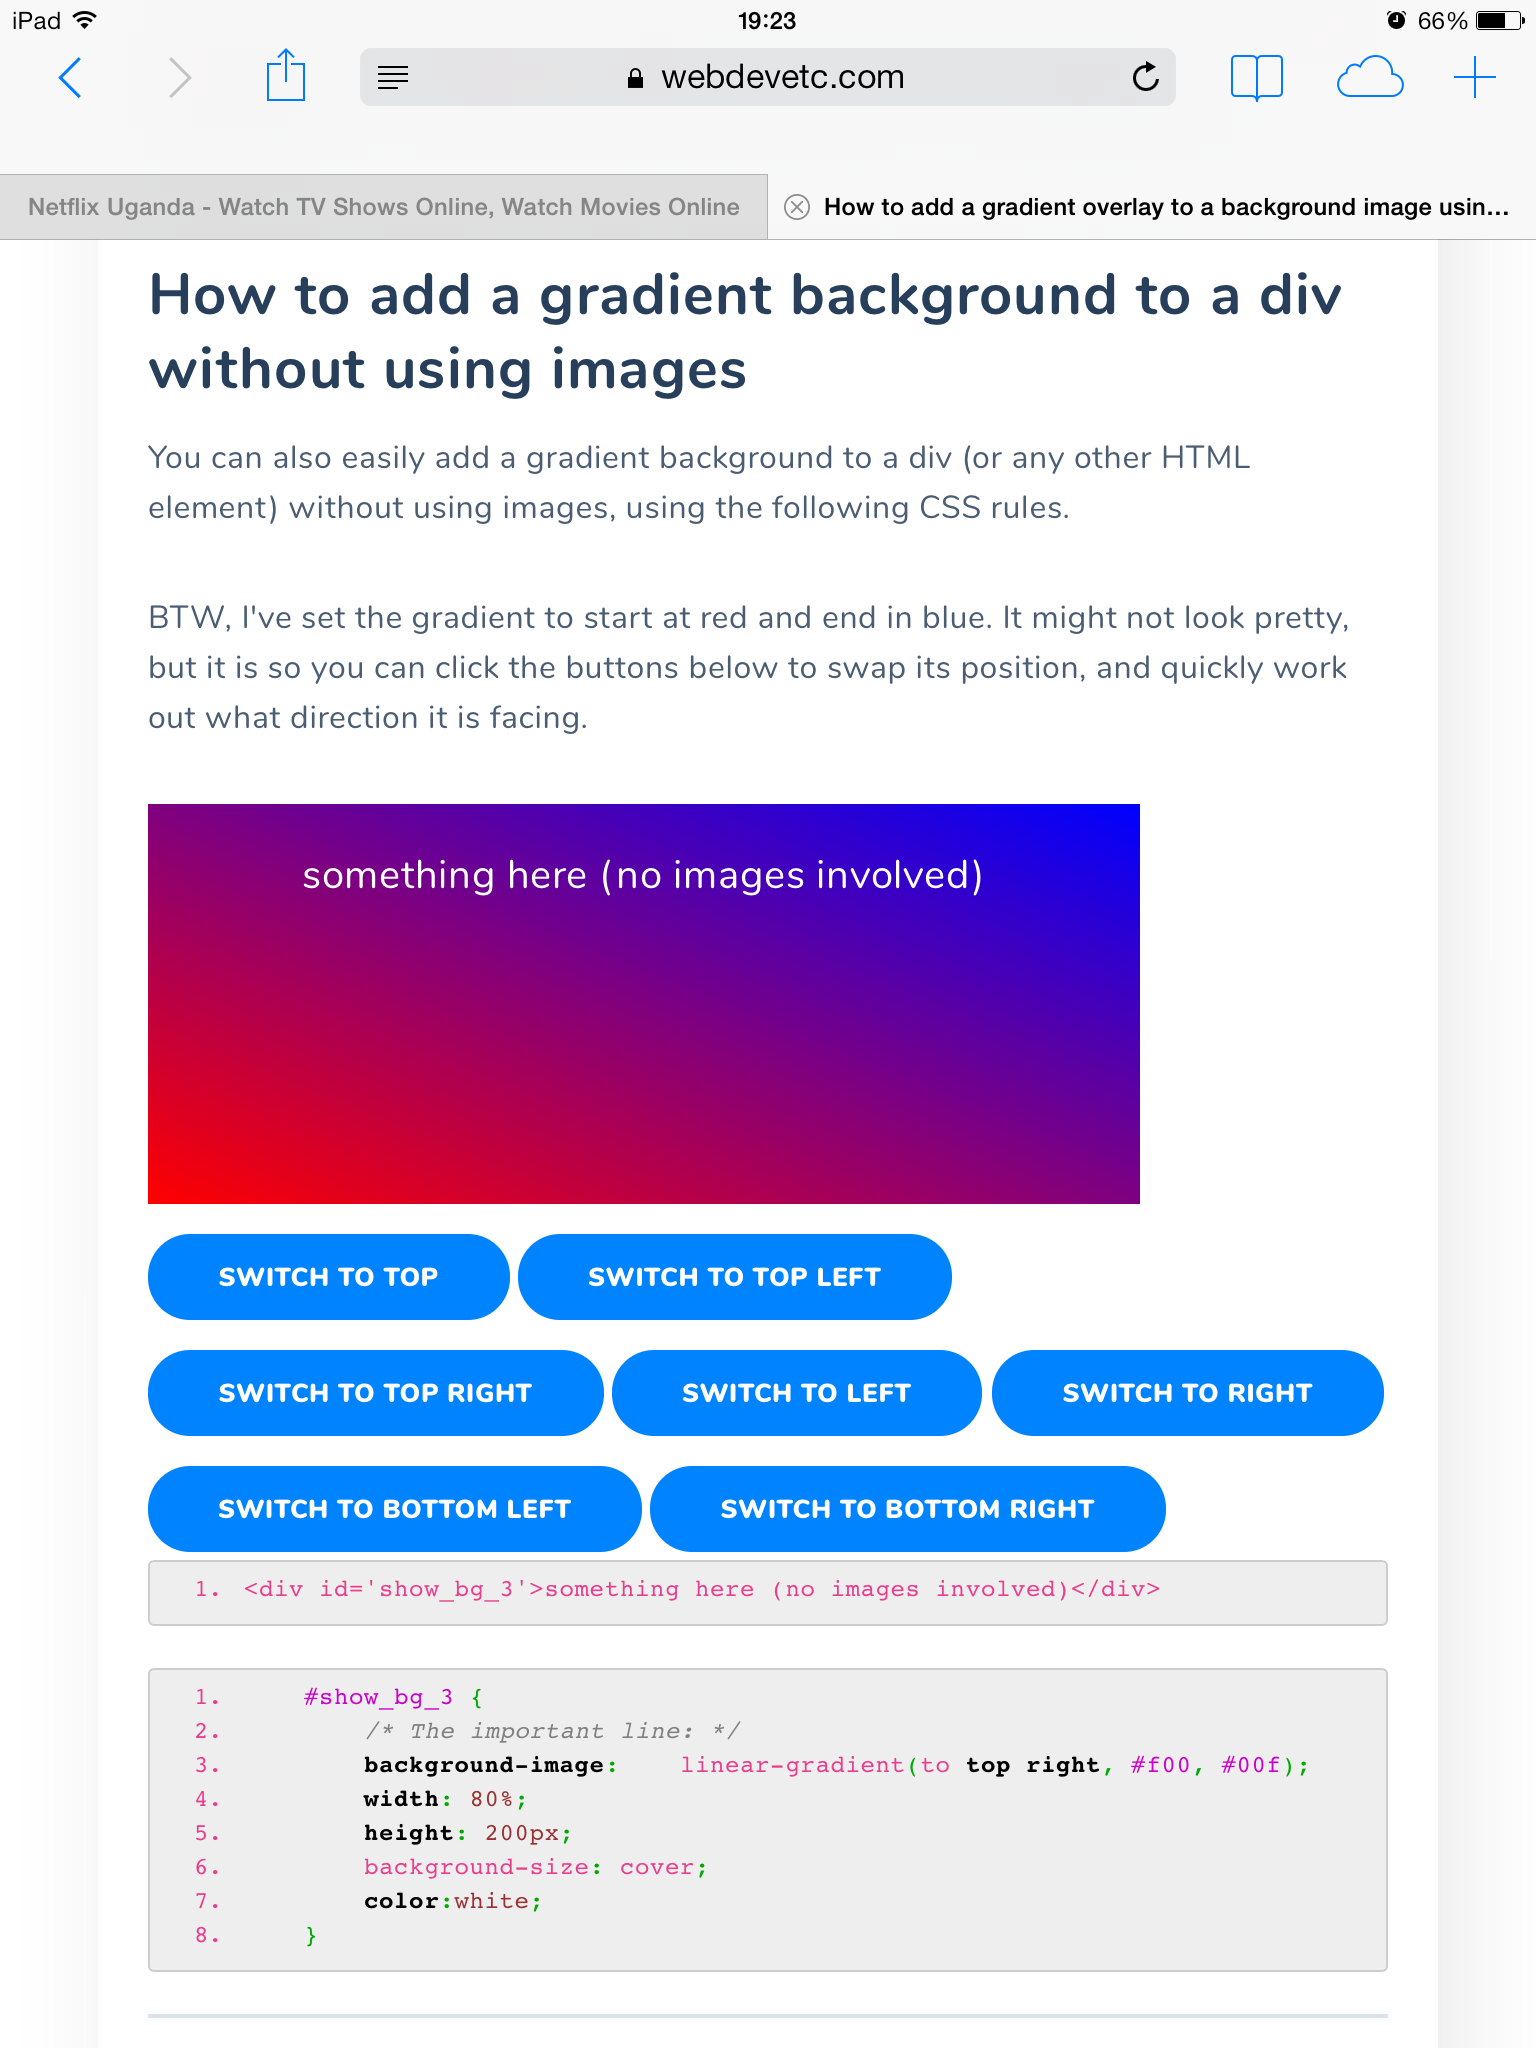 iPad 19:23 66%
webdevetc.com
Netflix Uganda - Watch TV Shows Online, Watch Movies Online
How to add a gradient overlay to a background image usin...
How to add a gradient background to a div
without using images
You can also easily add a gradient background to a div (or any other HTML
element) without using images, using the following CSS rules.
BTW, I've set the gradient to start at red and end in blue. It might not look pretty,
but it is so you can click the buttons below to swap its position, and quickly work
out what direction it is facing.
something here (no images involved)
SWITCH TO TOP
SWITCH TO TOP LEFT
SWITCH TO TOP RIGHT
SWITCH TO LEFT
SWITCH TO RIGHT
SWITCH TO BOTTOM LEFT
SWITCH TO BOTTOM RIGHT
1. <div id='show_bg_3'>something here (no images involved)</div>
1. #show_bg_3 {
2. /* The important line: */
3. background-image: linear-gradient(to top right, #f00, #00f);
4. width: 80%;
5. height: 200px;
6. background-size: cover;
7. color:white;
8. }